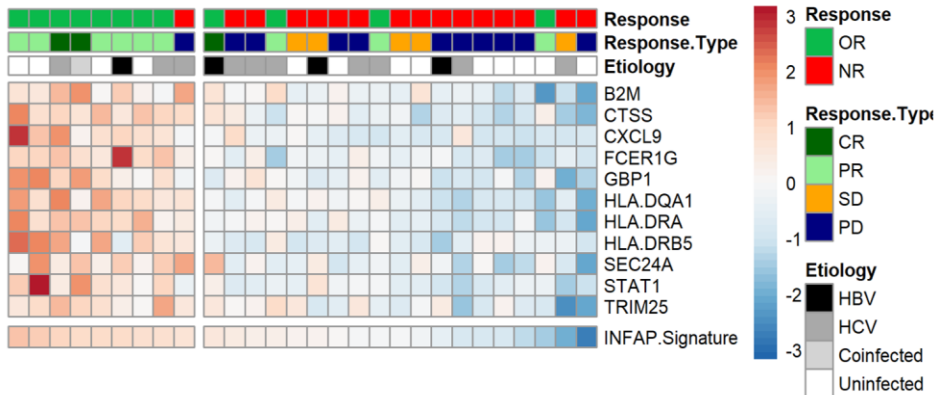 Response
Response.Type
Etiology
B2M
CTSS
CXCL9
FCER1G
GBP1
HLA.DQA1
HLA.DRA
HLA.DRB5
SEC24A
STAT1
TRIM25
INFAP.Signature
3
2
1
0
-1
-2
-3
Response
OR
NR
Response.Type
CR
PR
SD
PD
Etiology
HBV
HCV
Coinfected
Uninfected